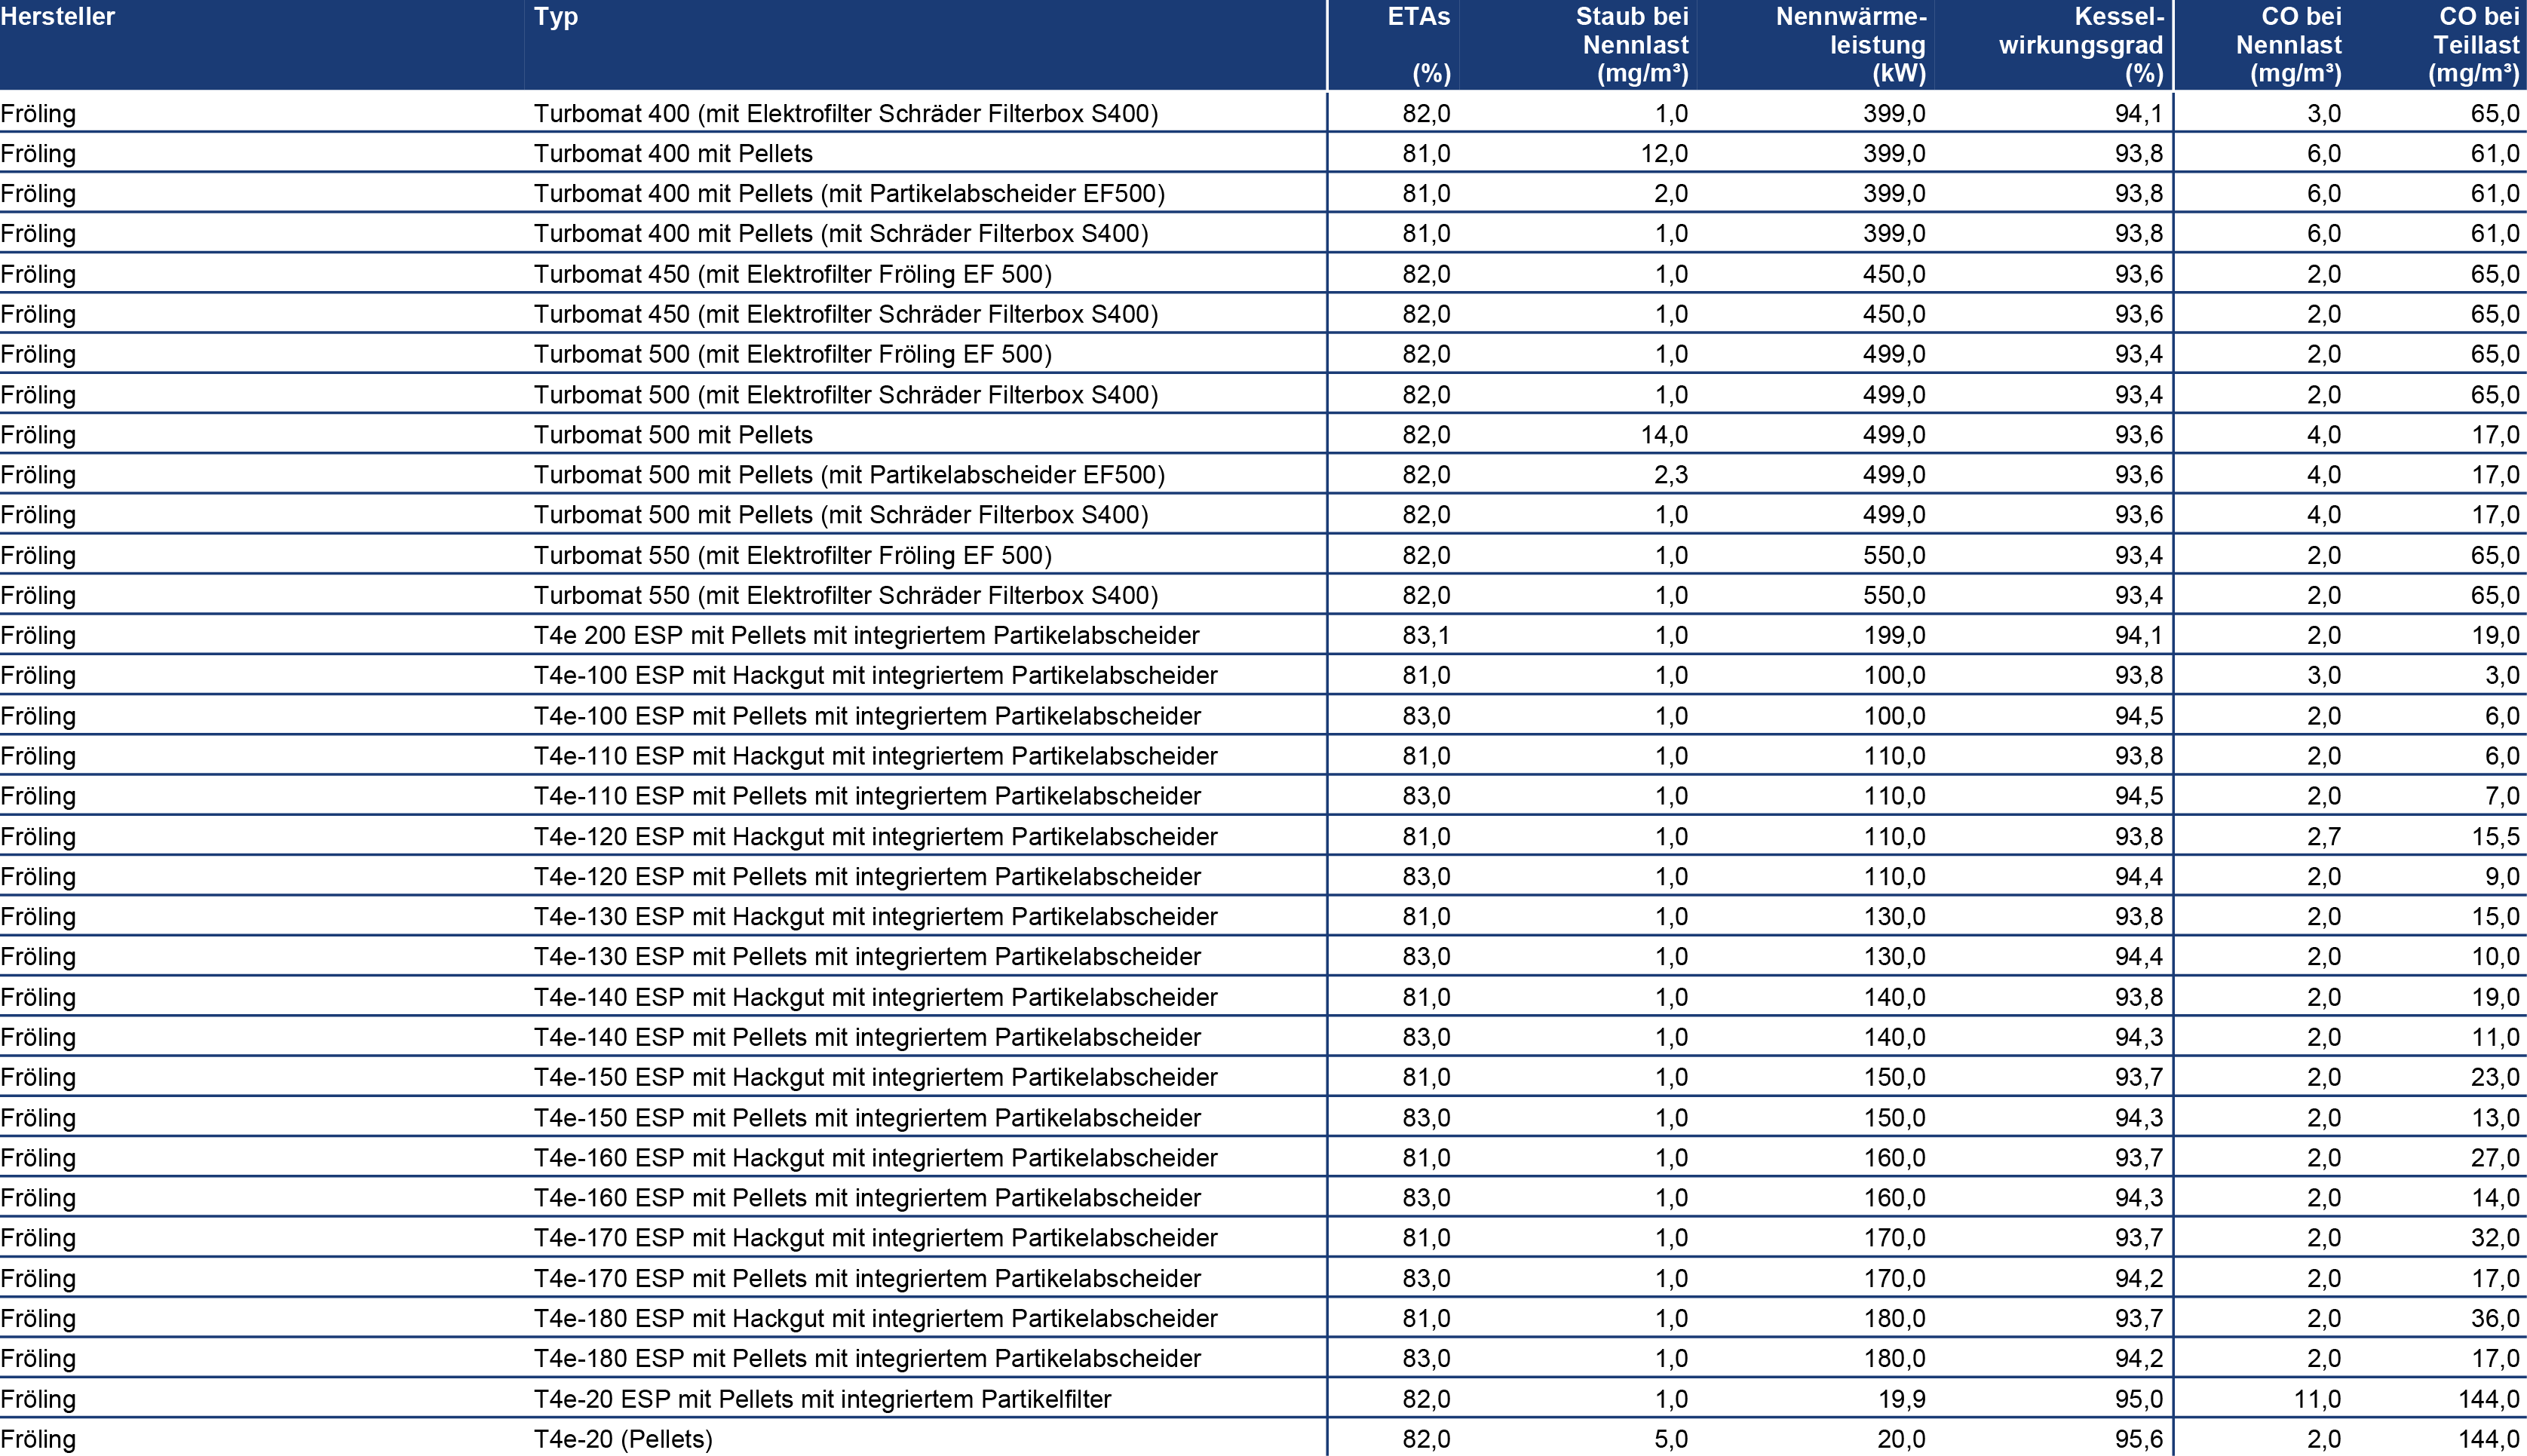 Hersteller Typ ETAs Staub bei Nennwärme- Kessel- CO bei CO bei
Nennlast leistung wirkungsgrad Nennlast Teillast
(%) (mg/m³) (kW) (%) (mg/m³) (mg/m³)
Fröling Turbomat 400 (mit Elektrofilter Schräder Filterbox S400) 82,0 1,0 399,0 94,1 3,0 65,0
Fröling Turbomat 400 mit Pellets 81,0 12,0 399,0 93,8 6,0 61,0
Fröling Turbomat 400 mit Pellets (mit Partikelabscheider EF500) 81,0 2,0 399,0 93,8 6,0 61,0
Fröling Turbomat 400 mit Pellets (mit Schräder Filterbox S400) 81,0 1,0 399,0 93,8 6,0 61,0
Fröling Turbomat 450 (mit Elektrofilter Fröling EF 500) 82,0 1,0 450,0 93,6 2,0 65,0
Fröling Turbomat 450 (mit Elektrofilter Schräder Filterbox S400) 82,0 1,0 450,0 93,6 2,0 65,0
Fröling Turbomat 500 (mit Elektrofilter Fröling EF 500) 82,0 1,0 499,0 93,4 2,0 65,0
Fröling Turbomat 500 (mit Elektrofilter Schräder Filterbox S400) 82,0 1,0 499,0 93,4 2,0 65,0
Fröling Turbomat 500 mit Pellets 82,0 14,0 499,0 93,6 4,0 17,0
Fröling Turbomat 500 mit Pellets (mit Partikelabscheider EF500) 82,0 2,3 499,0 93,6 4,0 17,0
Fröling Turbomat 500 mit Pellets (mit Schräder Filterbox S400) 82,0 1,0 499,0 93,6 4,0 17,0
Fröling Turbomat 550 (mit Elektrofilter Fröling EF 500) 82,0 1,0 550,0 93,4 2,0 65,0
Fröling Turbomat 550 (mit Elektrofilter Schräder Filterbox S400) 82,0 1,0 550,0 93,4 2,0 65,0
Fröling T4e 200 ESP mit Pellets mit integriertem Partikelabscheider 83,1 1,0 199,0 94,1 2,0 19,0
Fröling T4e-100 ESP mit Hackgut mit integriertem Partikelabscheider 81,0 1,0 100,0 93,8 3,0 3,0
Fröling T4e-100 ESP mit Pellets mit integriertem Partikelabscheider 83,0 1,0 100,0 94,5 2,0 6,0
Fröling T4e-110 ESP mit Hackgut mit integriertem Partikelabscheider 81,0 1,0 110,0 93,8 2,0 6,0
Fröling T4e-110 ESP mit Pellets mit integriertem Partikelabscheider 83,0 1,0 110,0 94,5 2,0 7,0
Fröling T4e-120 ESP mit Hackgut mit integriertem Partikelabscheider 81,0 1,0 110,0 93,8 2,7 15,5
Fröling T4e-120 ESP mit Pellets mit integriertem Partikelabscheider 83,0 1,0 110,0 94,4 2,0 9,0
Fröling T4e-130 ESP mit Hackgut mit integriertem Partikelabscheider 81,0 1,0 130,0 93,8 2,0 15,0
Fröling T4e-130 ESP mit Pellets mit integriertem Partikelabscheider 83,0 1,0 130,0 94,4 2,0 10,0
Fröling T4e-140 ESP mit Hackgut mit integriertem Partikelabscheider 81,0 1,0 140,0 93,8 2,0 19,0
Fröling T4e-140 ESP mit Pellets mit integriertem Partikelabscheider 83,0 1,0 140,0 94,3 2,0 11,0
Fröling T4e-150 ESP mit Hackgut mit integriertem Partikelabscheider 81,0 1,0 150,0 93,7 2,0 23,0
Fröling T4e-150 ESP mit Pellets mit integriertem Partikelabscheider 83,0 1,0 150,0 94,3 2,0 13,0
Fröling T4e-160 ESP mit Hackgut mit integriertem Partikelabscheider 81,0 1,0 160,0 93,7 2,0 27,0
Fröling T4e-160 ESP mit Pellets mit integriertem Partikelabscheider 83,0 1,0 160,0 94,3 2,0 14,0
Fröling T4e-170 ESP mit Hackgut mit integriertem Partikelabscheider 81,0 1,0 170,0 93,7 2,0 32,0
Fröling T4e-170 ESP mit Pellets mit integriertem Partikelabscheider 83,0 1,0 170,0 94,2 2,0 17,0
Fröling T4e-180 ESP mit Hackgut mit integriertem Partikelabscheider 81,0 1,0 180,0 93,7 2,0 36,0
Fröling T4e-180 ESP mit Pellets mit integriertem Partikelabscheider 83,0 1,0 180,0 94,2 2,0 17,0
Fröling T4e-20 ESP mit Pellets mit integriertem Partikelfilter 82,0 1,0 19,9 95,0 11,0 144,0
Fröling T4e-20 (Pellets) 82,0 5,0 20,0 95,6 2,0 144,0